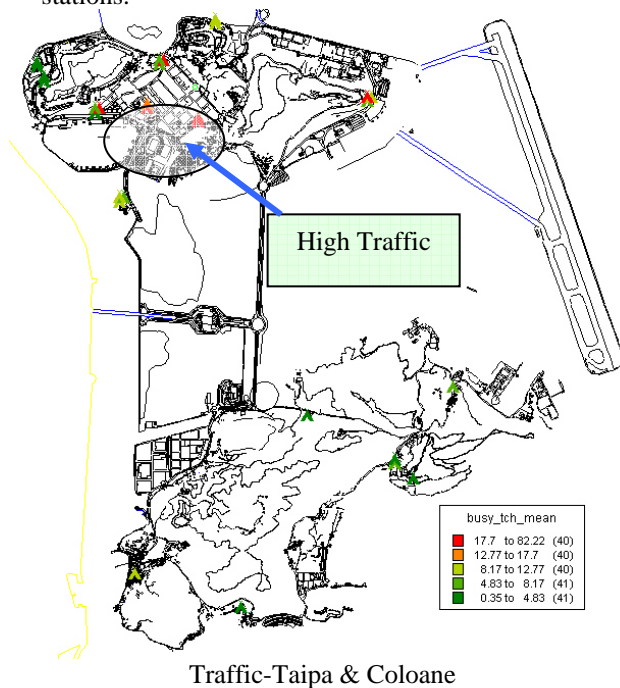 stations.
High Traffic
busy_tch_mean
17.7 to 82.22 (40)
12.77 to 17.7 (40)
8.17 to 12.77 (40)
4.83 to 8.17 (41)
0.35 to 4.83 (41)
Traffic-Taipa & Coloane